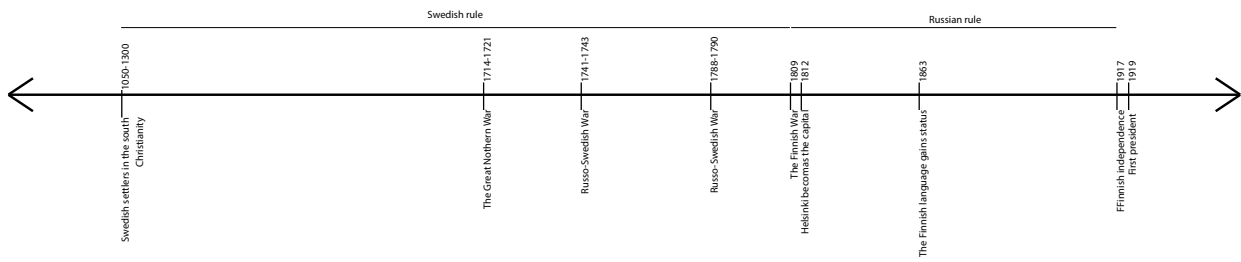 Swedish rule
Russian rule
1050-1300
1714-1721
1741-1743
1788-1790
1809
1812
1863
1917
1919
Swedish settlers in the south
Christianity
The Great Nothern War
Russo-Swedish War
Russo-Swedish War
The Finnish War
Helsinki becomas the capital
The Finnish language gains status
FFinnish independence
First president